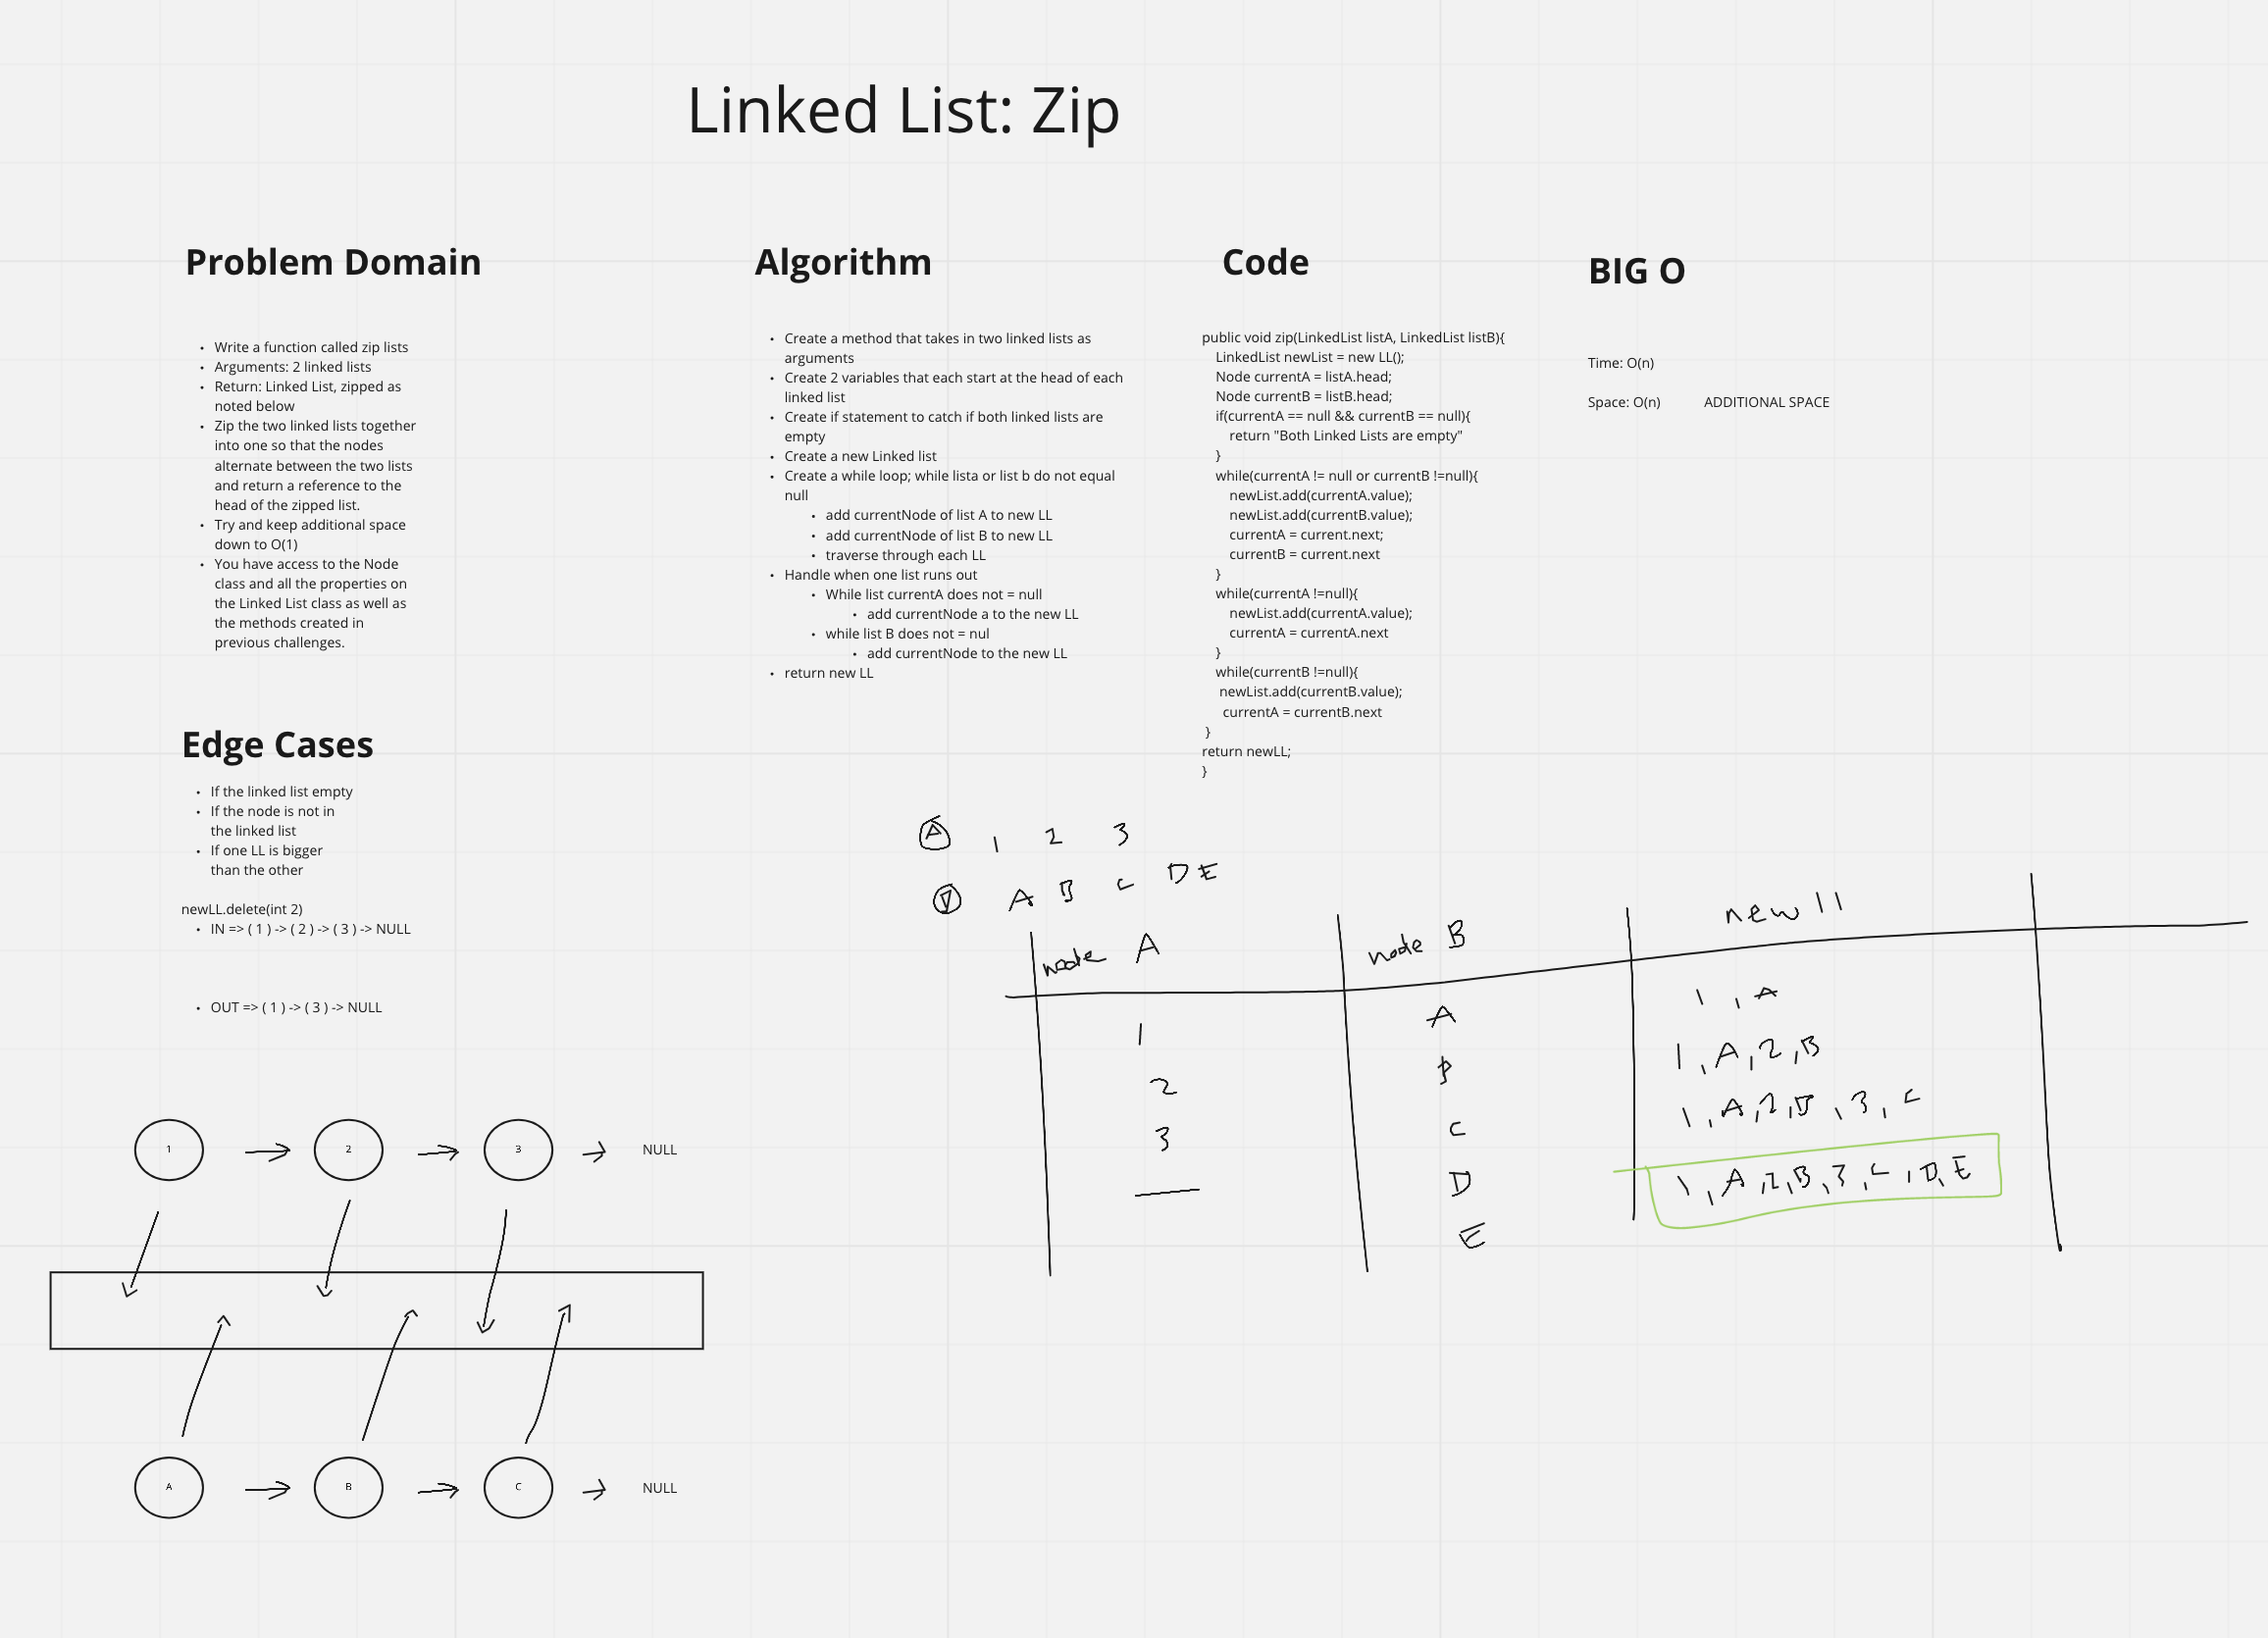 Linked List: Zip
Problem Domain
• Write a function called zip lists
• Arguments: 2 linked lists
• Return: Linked List, zipped as
noted below
• Zip the two linked lists together
into one so that the nodes
alternate between the two lists
and return a reference to the
head of the zipped list.
• Try and keep additional space
down to O(1)
• You have access to the Node
class and all the properties on
the Linked List class as well as
the methods created in
previous challenges.
Algorithm
• Create a method that takes in two linked lists as
arguments
• Create 2 variables that each start at the head of each
linked list
• Create if statement to catch if both linked lists are
empty
• Create a new Linked list
• Create a while loop; while lista or list b do not equal
null
• add currentNode of list A to new LL
• add currentNode of list B to new LL
• traverse through each LL
• Handle when one list runs out
• While list currentA does not = null
• add currentNode a to the new LL
• while list B does not = nul
• add currentNode to the new LL
• return new LL
Code
public void zip(LinkedList listA, LinkedList listB){
LinkedList newList = new LL();
Node currentA = listA.head;
Node currentB = listB.head;
if(currentA == null && currentB == null){
return "Both Linked Lists are empty"
}
while(currentA != null or currentB !=null){
newList.add(currentA.value);
newList.add(currentB.value);
currentA = current.next;
currentB = current.next
}
while(currentA !=null){
newList.add(currentA.value);
currentA = currentA.next
}
while(currentB !=null){
newList.add(currentB.value);
currentA = currentB.next
}
return newLL;
}
BIG O
Time: O(n)
Space: O(n) ADDITIONAL SPACE
Edge Cases
• If the linked list empty
• If the node is not in
the linked list
• If one LL is bigger
than the other
newLL.delete(int 2)
• IN => ( 1 ) -> ( 2 ) -> ( 3 ) -> NULL
• OUT => ( 1 ) -> ( 3 ) -> NULL
1 2 3 NULL
A B C NULL
A 1 2 3
B A B C D E
node A node B new ll
1 A 1, A
2 B 1, A, 2, B
3 C 1, A, 2, B, 3, C
— D 1, A, 2, B, 3, C, D, E
E